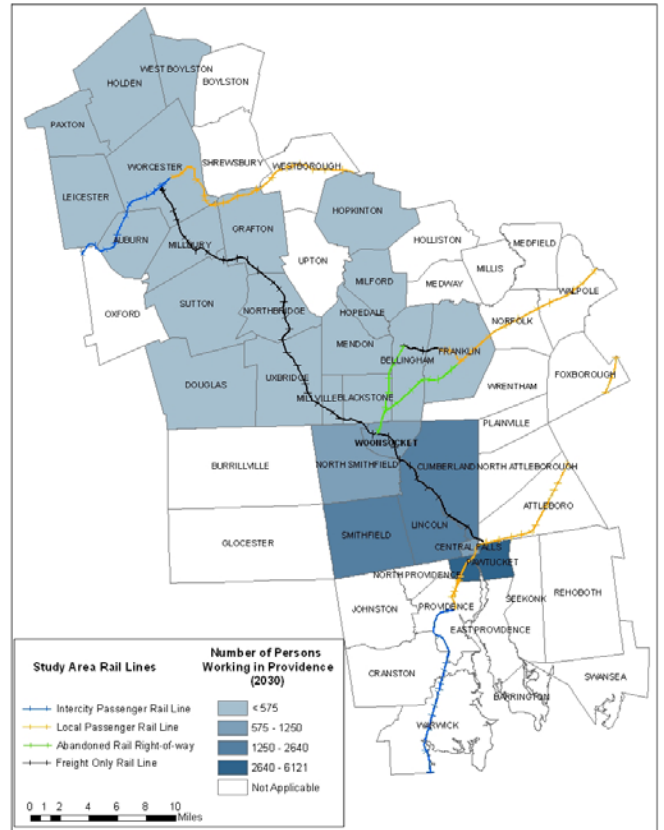 WEST BOYLSTON
HOLDEN
BOYLSTON
PAXTON
SHREWSBURY
WORCESTER
WESTBOROUGH
LEICESTER
HOPKINTON
AUBURN
MILLBURY
GRAFTON
HOLLISTON
UPTON
MEDFIELD
MILLIS
MILFORD
MEDWAY
WALPOLE
OXFORD
SUTTON
NORTHBRIDGE
HOPEDALE
NORFOLK
MENDON
BELLINGHAM
FRANKLIN
FOXBOROUGH
DOUGLAS
UXBRIDGE
MILLVILLE
BLACKSTONE
WRENTHAM
PLAINVILLE
WOONSOCKET
BURRILLVILLE
NORTH SMITHFIELD
CUMBERLAND
NORTH ATTLEBOROUGH
ATTLEBORO
GLOCESTER
SMITHFIELD
LINCOLN
CENTRAL FALLS
PAWTUCKET
NORTH PROVIDENCE
SEEKONK
REHOBOTH
JOHNSTON
PROVIDENCE
EAST PROVIDENCE
CRANSTON
SWANSEA
BARRINGTON
WARWICK
Study Area Rail Lines
Intercity Passenger Rail Line
Local Passenger Rail Line
Abandoned Rail Right-of-way
Freight Only Rail Line
Number of Persons
Working in Providence
(2030)
<575
575 - 1250
1250 - 2640
2640 - 6121
Not Applicable
0 1 2 4 6 8 10
Miles